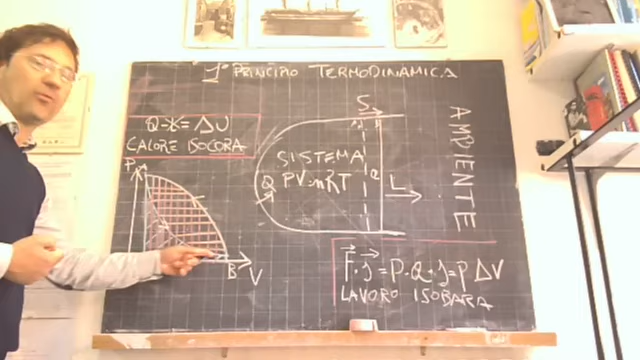 1° PRINCIPIO TERMODINAMICA
Q-L=ΔU
CALORE ISOCORA
P
A
B
V
S
SISTEMA
PV=nRT
Q
L
AMBIENTE
F·s=P·Q·s=pΔV
LAVORO ISOBARA